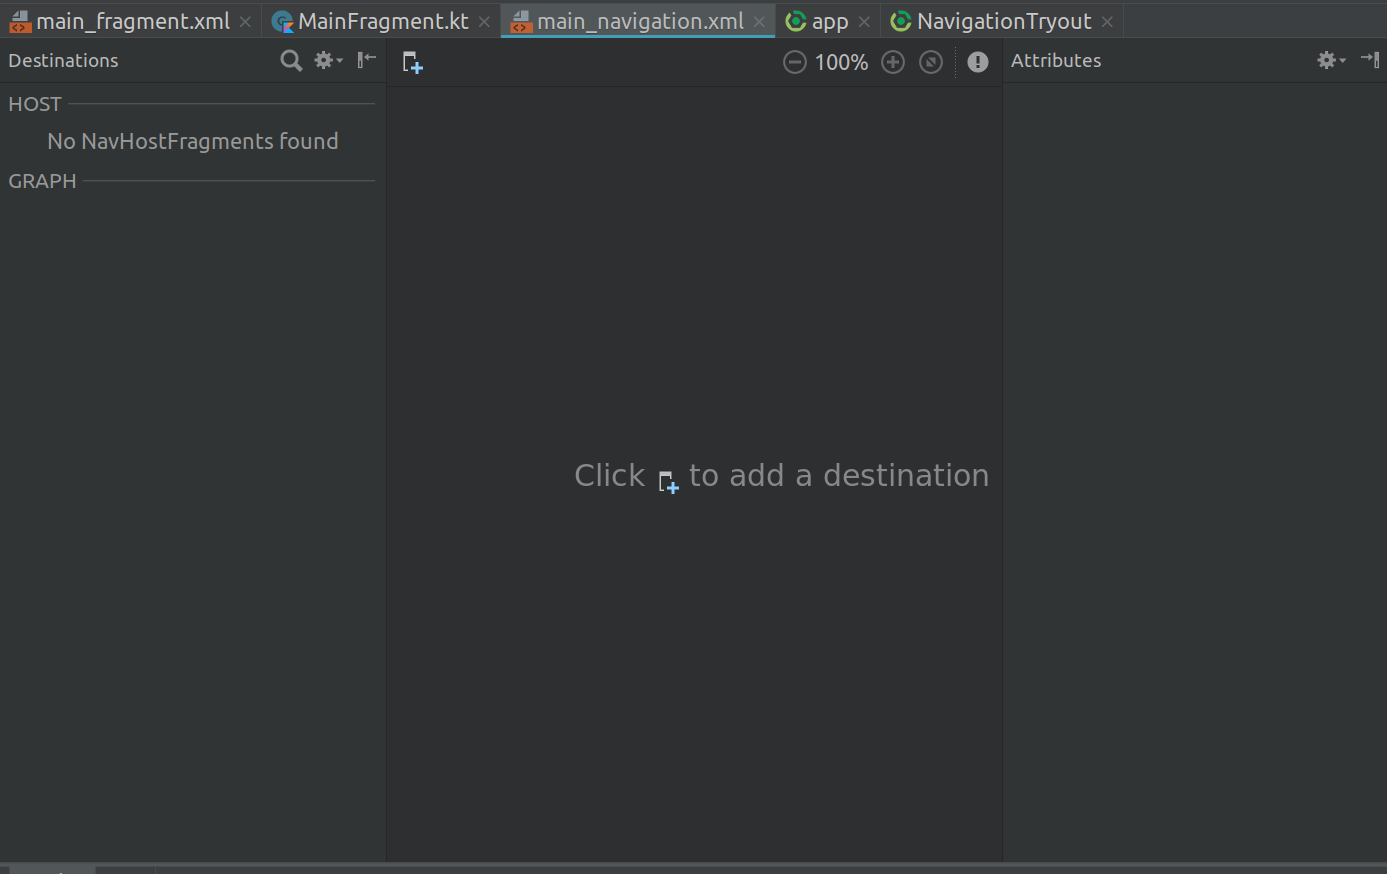 main_fragment.xml
MainFragment.kt
main_navigation.xml
app
NavigationTryout
Destinations
100%
Attributes
HOST
No NavHostFragments found
GRAPH
Click to add a destination